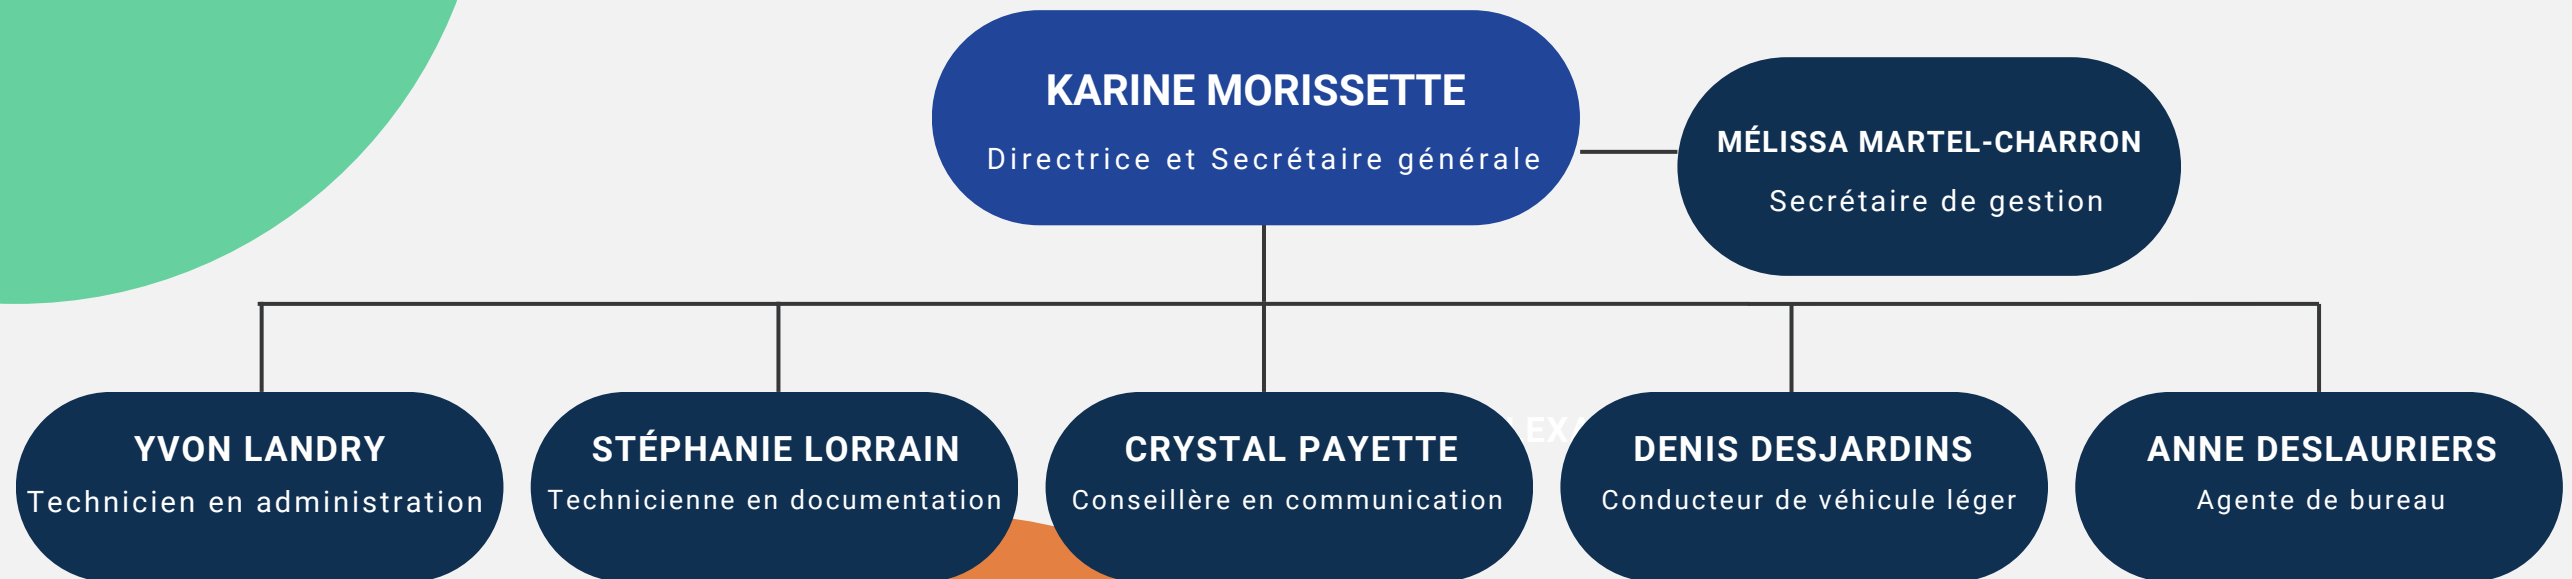 KARINE MORISSETTE
Directrice et Secrétaire générale
MÉLISSA MARTEL-CHARRON
Secrétaire de gestion
YVON LANDRY
Technicien en administration
STÉPHANIE LORRAIN
Technicienne en documentation
CRYSTAL PAYETTE
Conseillère en communication
DENIS DESJARDINS
Conducteur de véhicule léger
ANNE DESLAURIERS
Agente de bureau